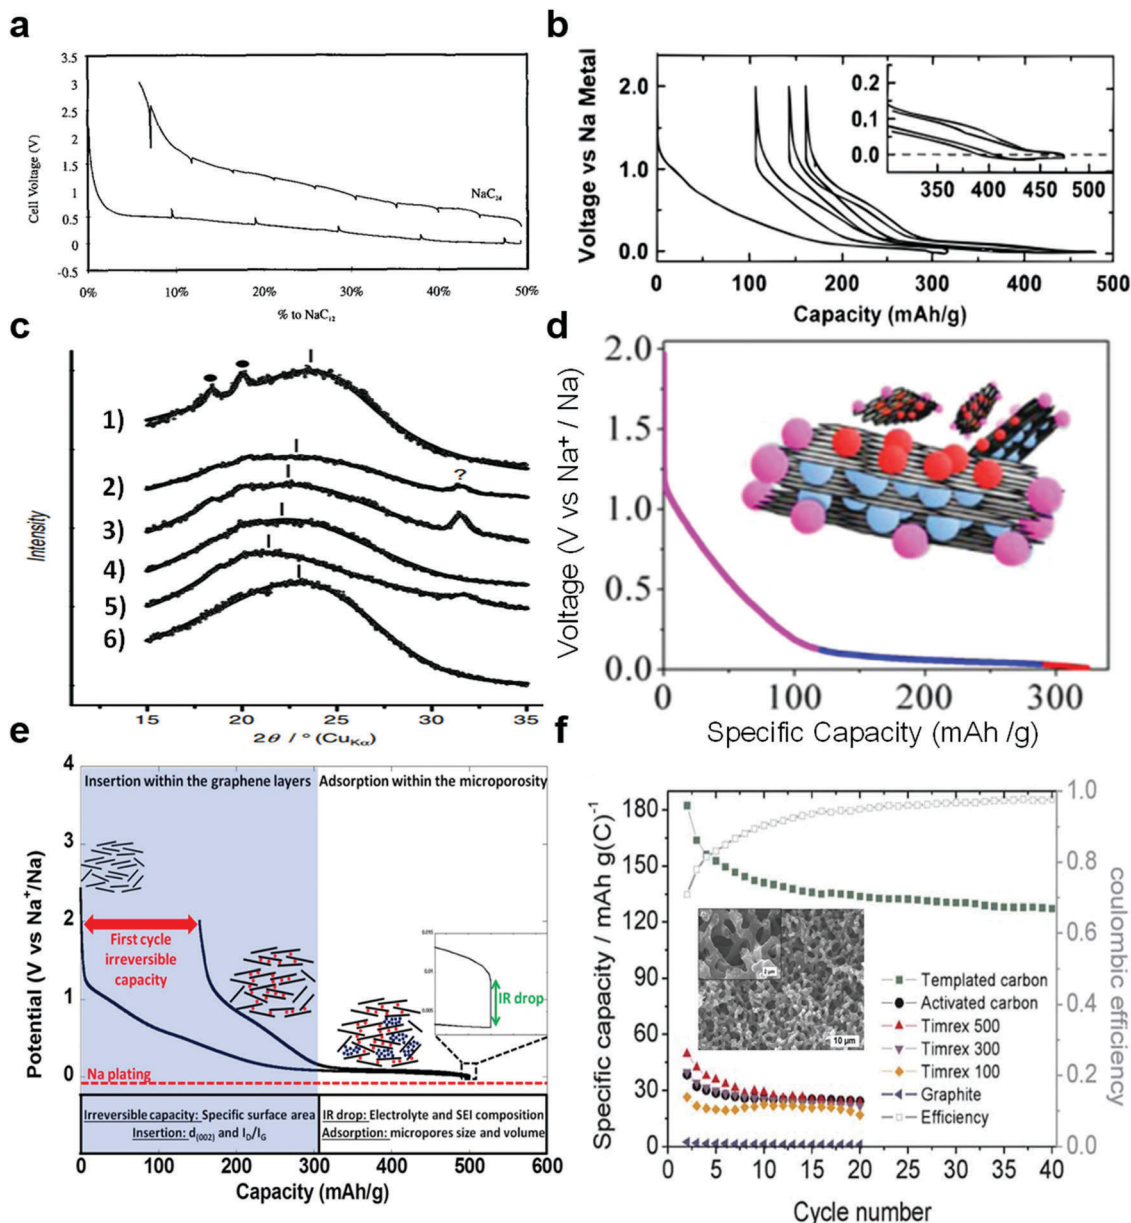 a
3.5
3
2.5
2
1.5
1
0.5
0
-0.5
Cell Voltage (V)
NaC24
0% 10% 20% 30% 40% 50%
% to NaC12
b
Voltage vs Na Metal
2.0
1.0
0.0
0.2
0.1
0.0
350 400 450 500
0 100 200 300 400 500
Capacity (mAh/g)
c
Intensity
1)
2)
3)
4)
5)
6)
?
15 20 25 30 35
2θ / °(CuKα)
d
Voltage (V vs Na+ / Na)
2.0
1.5
1.0
0.5
0.0
0 100 200 300
Specific Capacity (mAh /g)
e
Potential (V vs Na+/Na)
4
3
2
1
0
Insertion within the graphene layers
Adsorption within the microporosity
First cycle
irreversible
capacity
0.015
0.01
0.005
IR drop
Na plating
Irreversible capacity: Specific surface area
Insertion: d(002) and ID/IG
IR drop: Electrolyte and SEI composition
Adsorption: micropores size and volume
0 100 200 300 400 500 600
Capacity (mAh/g)
f
Specific capacity / mAh g(C)-1
180
150
120
90
60
30
0
1.0
0.8
0.6
0.4
0.2
0.0
coulombic efficiency
2 µm
10 µm
Templated carbon
Activated carbon
Timrex 500
Timrex 300
Timrex 100
Graphite
Efficiency
0 5 10 15 20 25 30 35 40
Cycle number